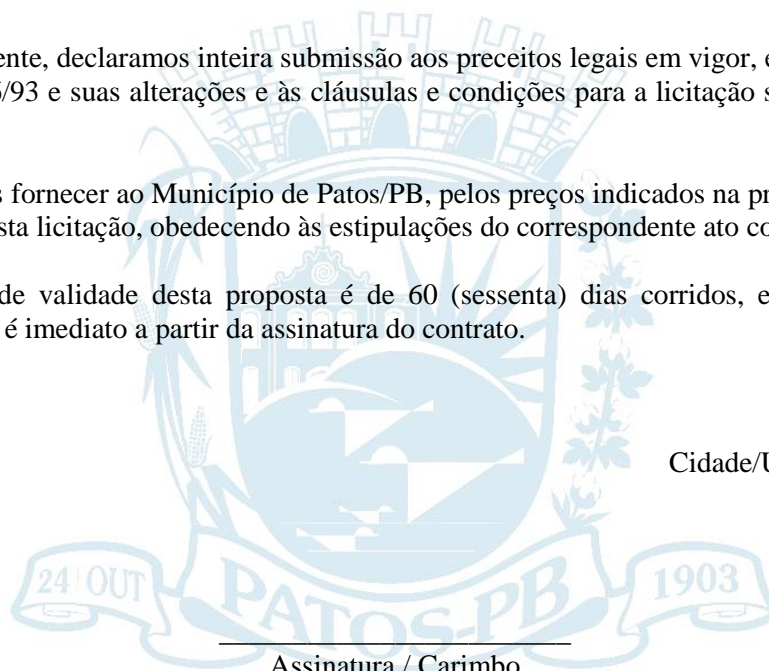 ente, declaramos inteira submissão aos preceitos legais em vigor, e
/93 e suas alterações e às cláusulas e condições para a licitação s
s fornecer ao Município de Patos/PB, pelos preços indicados na pr
sta licitação, obedecendo às estipulações do correspondente ato co
de validade desta proposta é de 60 (sessenta) dias corridos, e
é imediato a partir da assinatura do contrato.
Cidade/U
24 OUT
PATOS-PB
1903
Assinatura / Carimbo